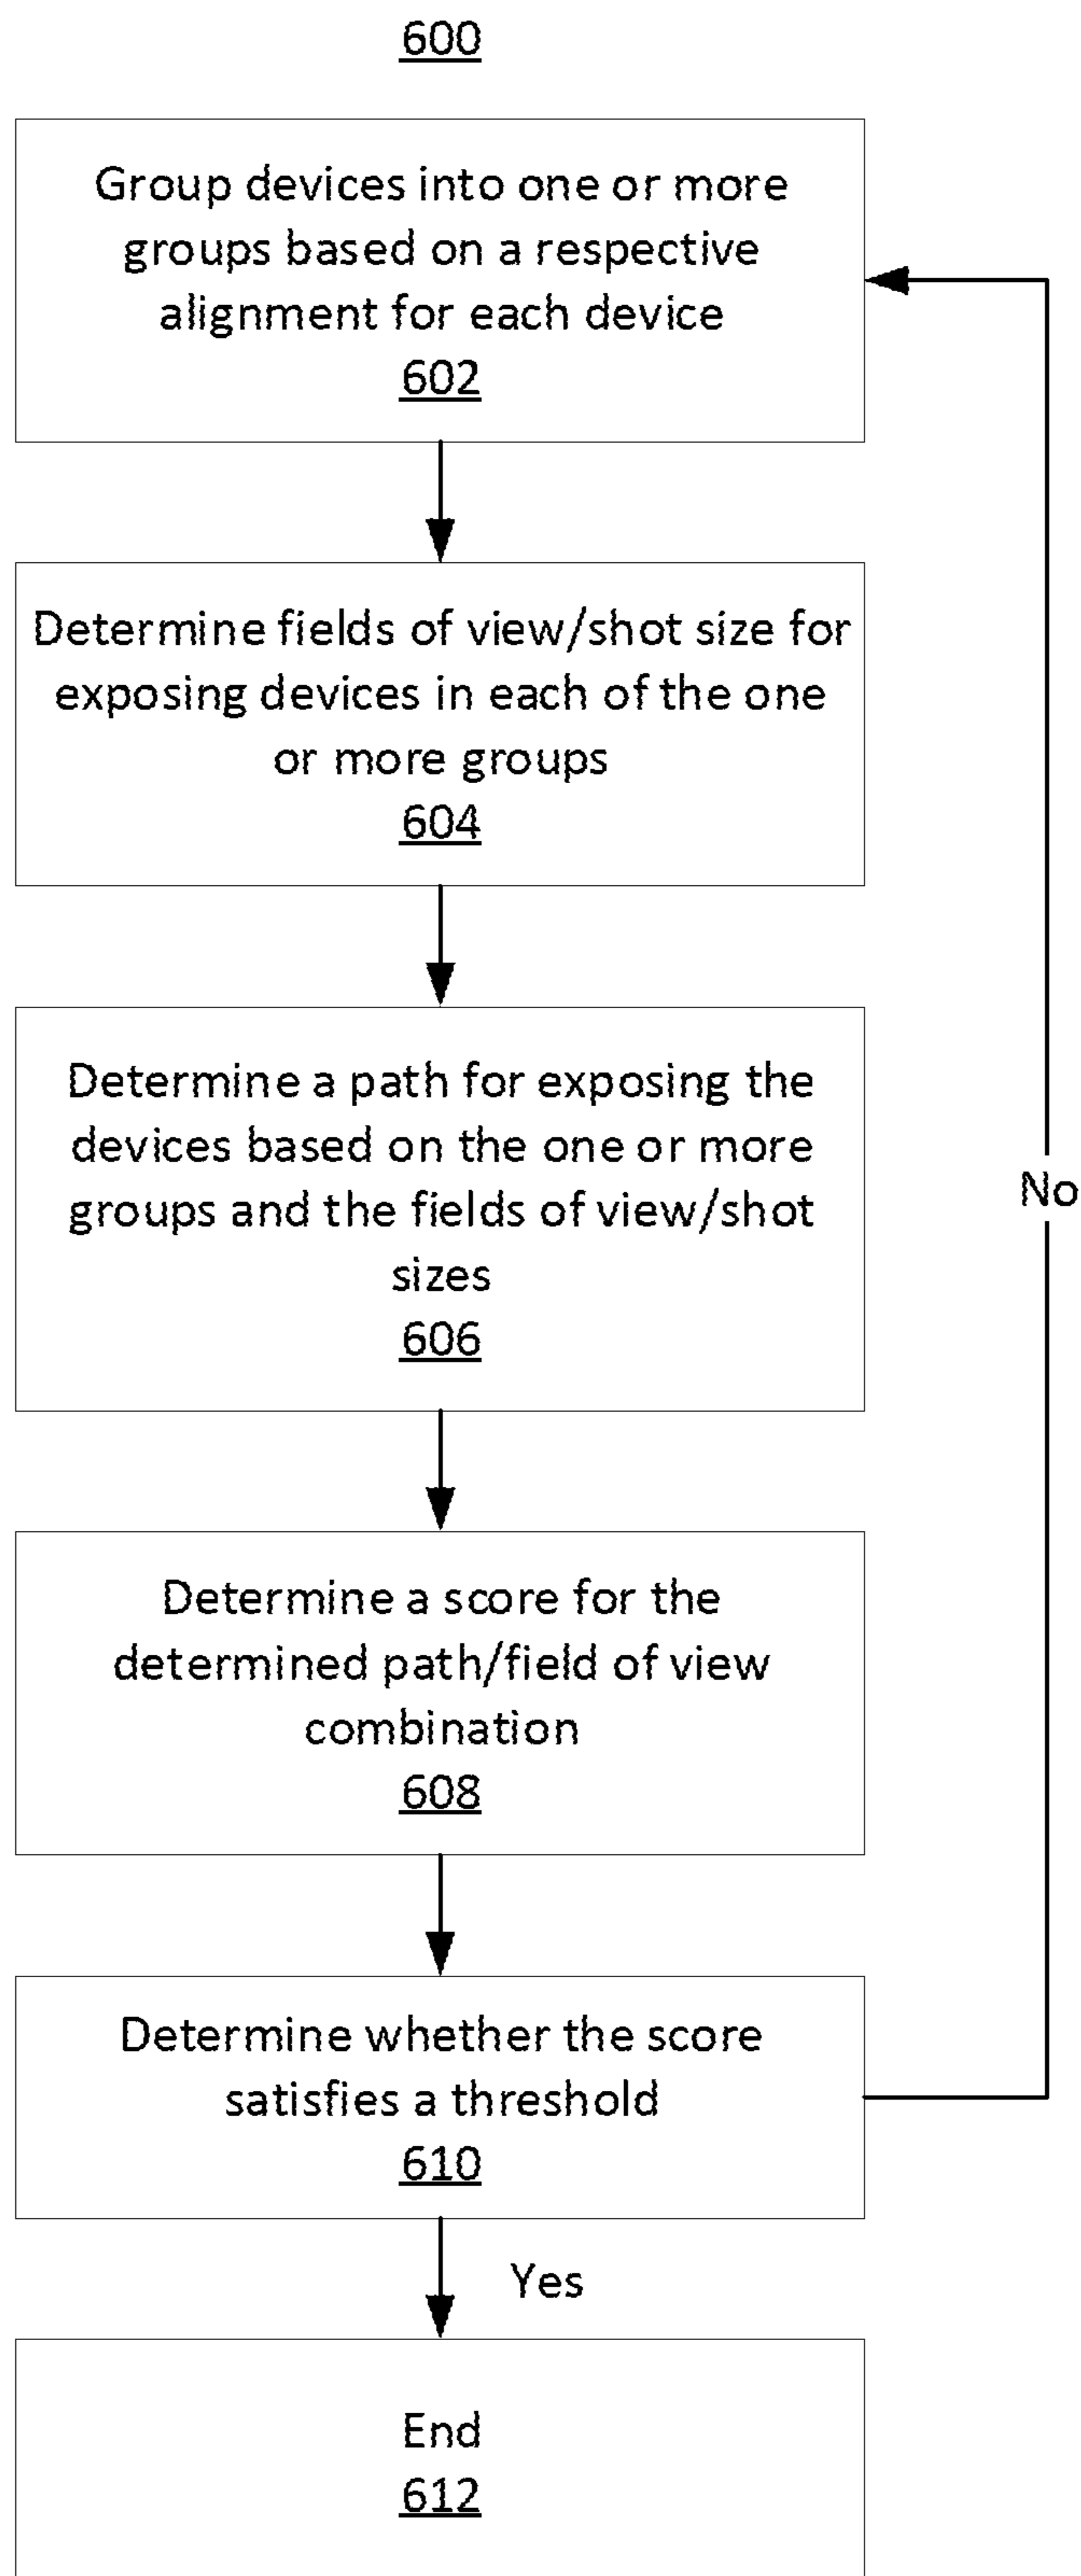 600
Group devices into one or more
groups based on a respective
alignment for each device
602
Determine fields of view/shot size for
exposing devices in each of the one
or more groups
604
Determine a path for exposing the
devices based on the one or more
groups and the fields of view/shot
sizes
606
No
Determine a score for the
determined path/field of view
combination
608
Determine whether the score
satisfies a threshold
610
Yes
End
612